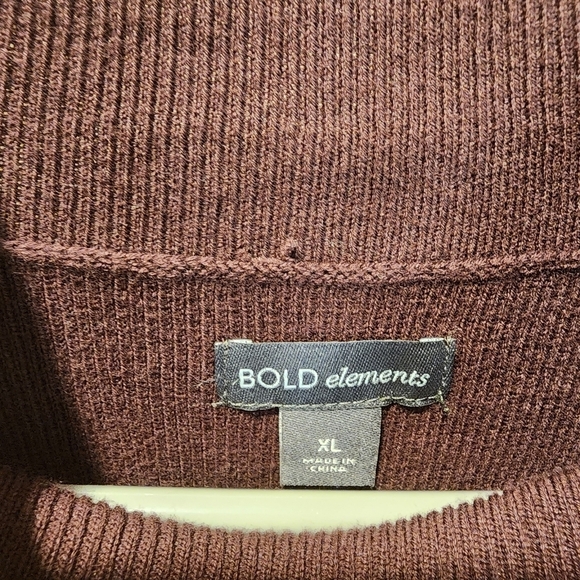 BOLD elements
XL
MADE IN
CHINA